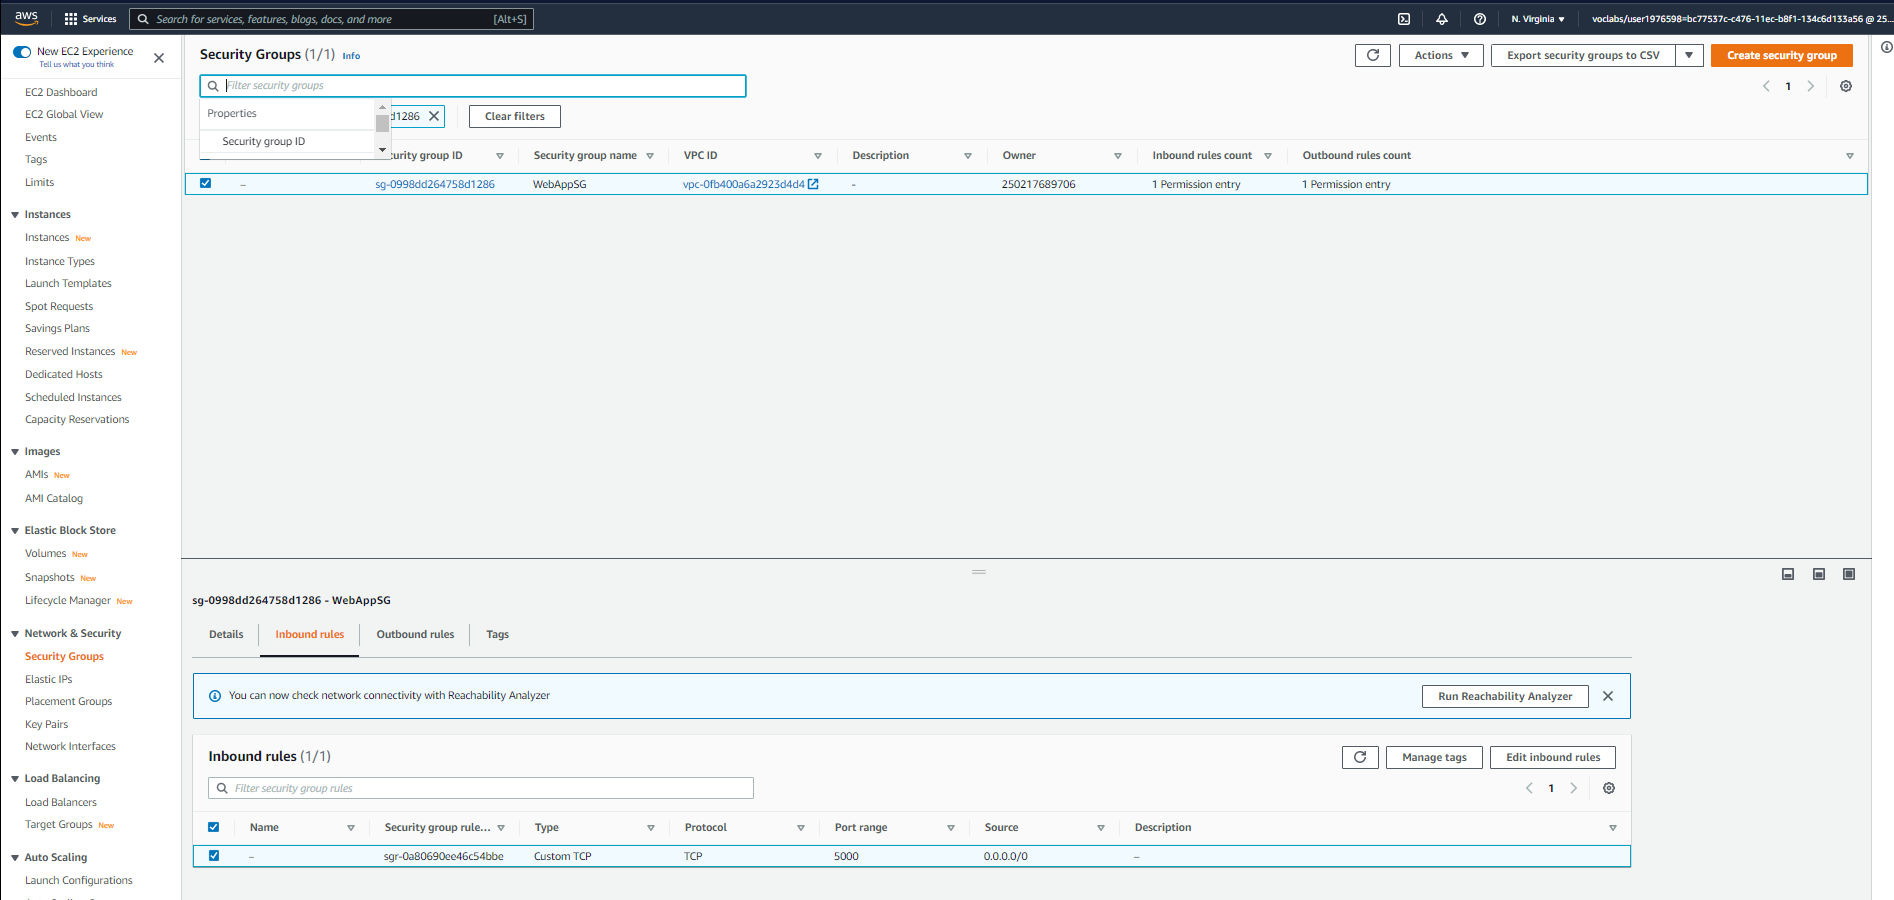 aws Services Search for services, features, blogs, docs, and more [Alt+S] N. Virginia voclabs/user1976598=bc77537c-c476-11ec-b8f1-134c6d133a56 @ 25...
New EC2 Experience
Tell us what you think
EC2 Dashboard
EC2 Global View
Events
Tags
Limits
Instances
Instances New
Instance Types
Launch Templates
Spot Requests
Savings Plans
Reserved Instances New
Dedicated Hosts
Scheduled Instances
Capacity Reservations
Images
AMIs New
AMI Catalog
Elastic Block Store
Volumes New
Snapshots New
Lifecycle Manager New
Network & Security
Security Groups
Elastic IPs
Placement Groups
Key Pairs
Network Interfaces
Load Balancing
Load Balancers
Target Groups New
Auto Scaling
Launch Configurations
Security Groups (1/1) Info
Actions Export security groups to CSV Create security group
Filter security groups
1
Properties
Security group ID
d1286 Clear filters
curity group ID Security group name VPC ID Description Owner Inbound rules count Outbound rules count
– sg-0998dd264758d1286 WebAppSG vpc-0fb400a6a2923d4d4 - 250217689706 1 Permission entry 1 Permission entry
sg-0998dd264758d1286 - WebAppSG
Details Inbound rules Outbound rules Tags
You can now check network connectivity with Reachability Analyzer Run Reachability Analyzer
Inbound rules (1/1) Manage tags Edit inbound rules
Filter security group rules 1
Name Security group rule... Type Protocol Port range Source Description
– sgr-0a80690ee46c54bbe Custom TCP TCP 5000 0.0.0.0/0 –